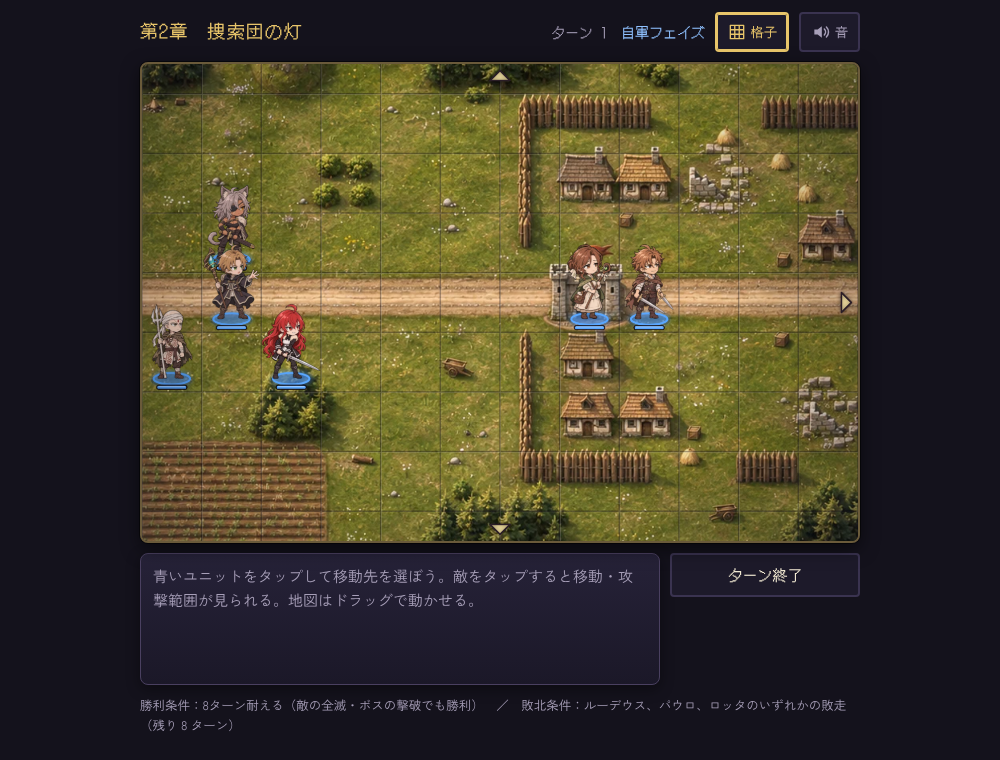 第2章　捜索団の灯
ターン 1 自軍フェイズ 格子 音
青いユニットをタップして移動先を選ぼう。敵をタップすると移動・攻
撃範囲が見られる。地図はドラッグで動かせる。
ターン終了
勝利条件：8ターン耐える（敵の全滅・ボスの撃破でも勝利）　／　敗北条件：ルーデウス、パウロ、ロッタのいずれかの敗走
（残り 8 ターン）